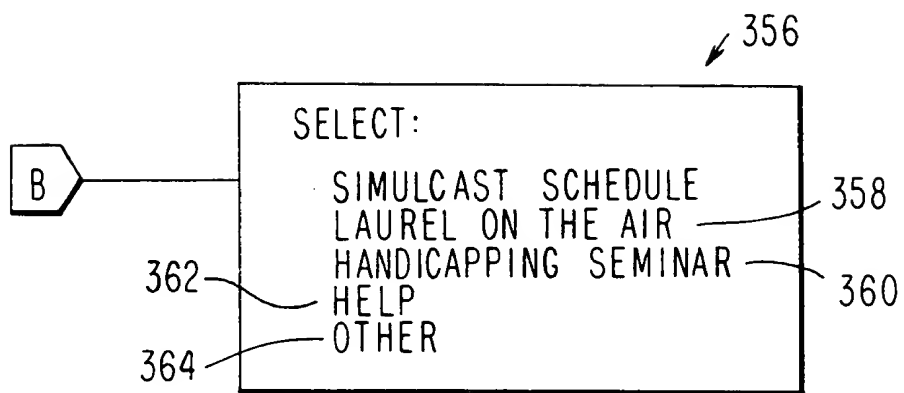 356
SELECT:
B
SIMULCAST SCHEDULE
LAUREL ON THE AIR 358
HANDICAPPING SEMINAR 360
362 HELP
364 OTHER